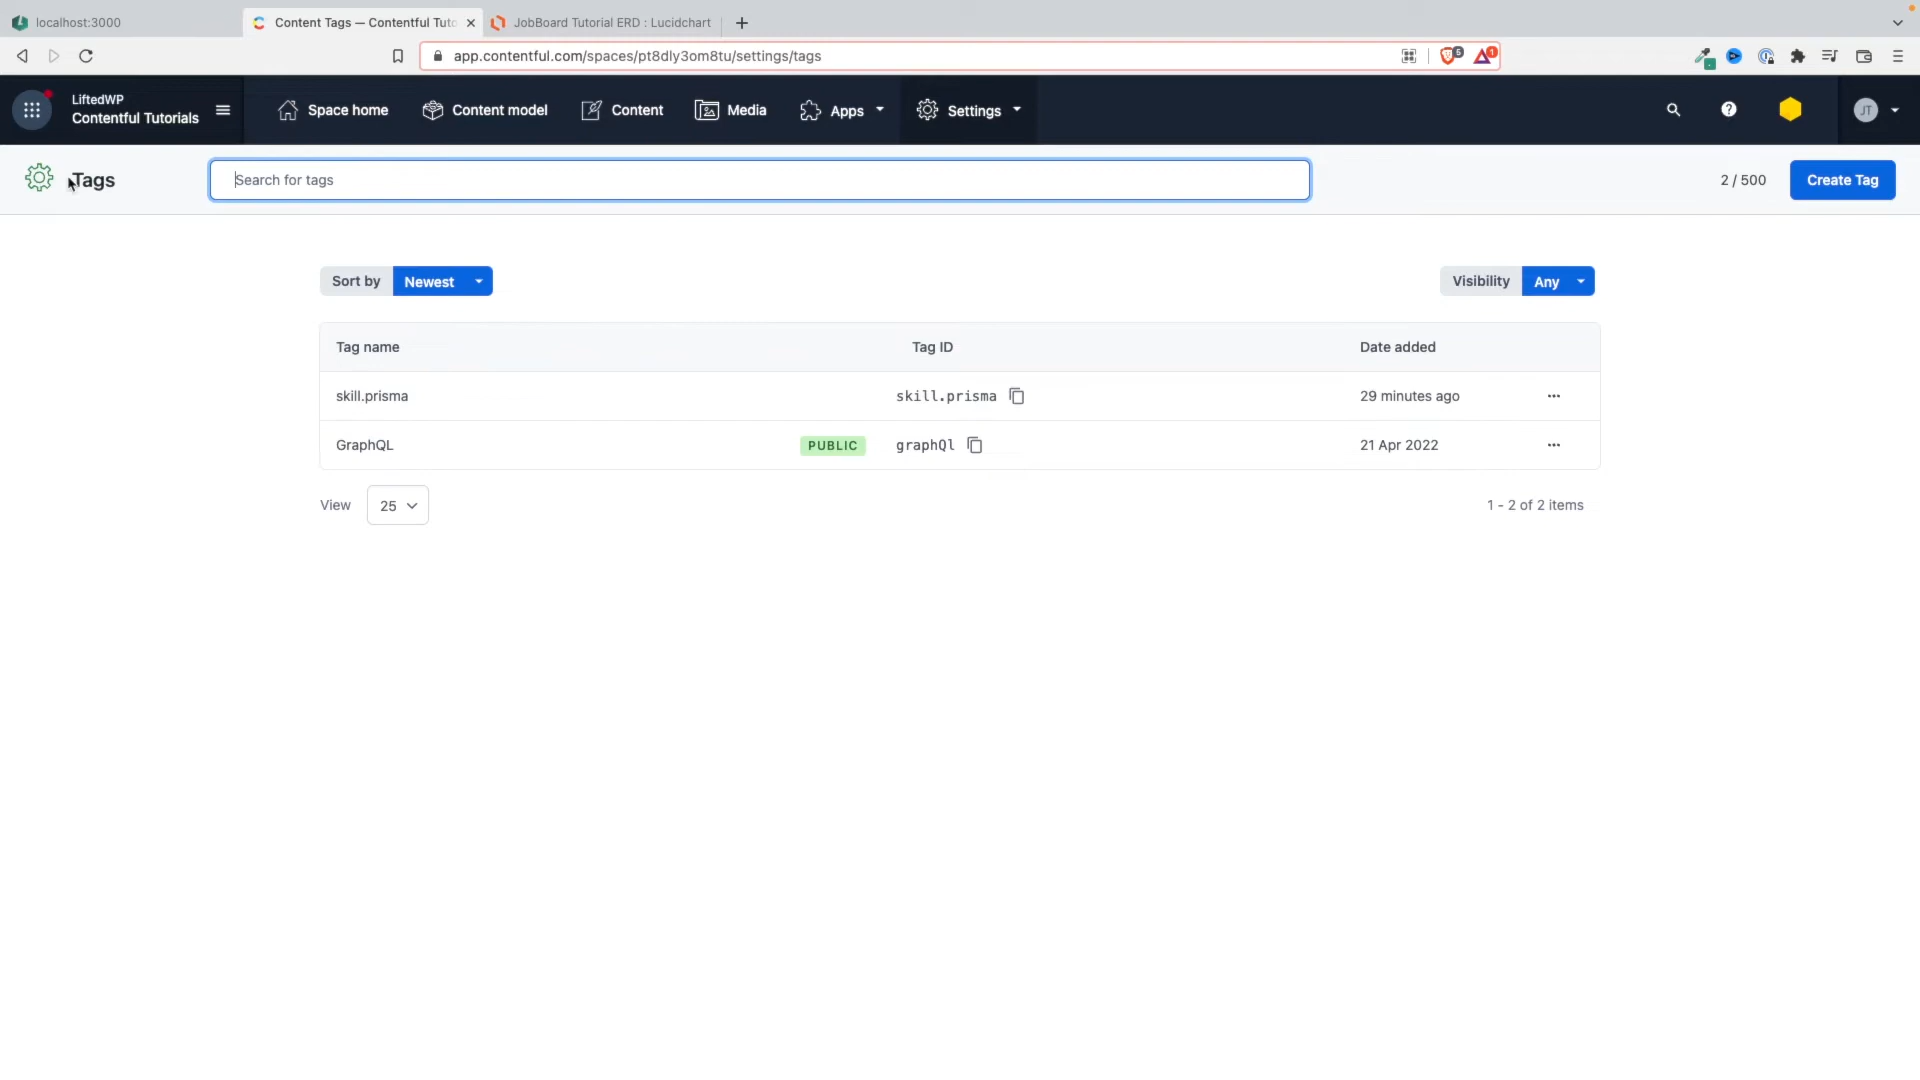 localhost:3000
Content Tags — Contentful Tuto
JobBoard Tutorial ERD : Lucidchart
app.contentful.com/spaces/pt8dly3om8tu/settings/tags
5
1
LiftedWP
Contentful Tutorials
Space home
Content model
Content
Media
Apps
Settings
JT
Tags
Search for tags
2 / 500
Create Tag
Sort by Newest
Visibility Any
Tag name Tag ID Date added
skill.prisma skill.prisma 29 minutes ago
GraphQL PUBLIC graphQl 21 Apr 2022
View 25
1 - 2 of 2 items